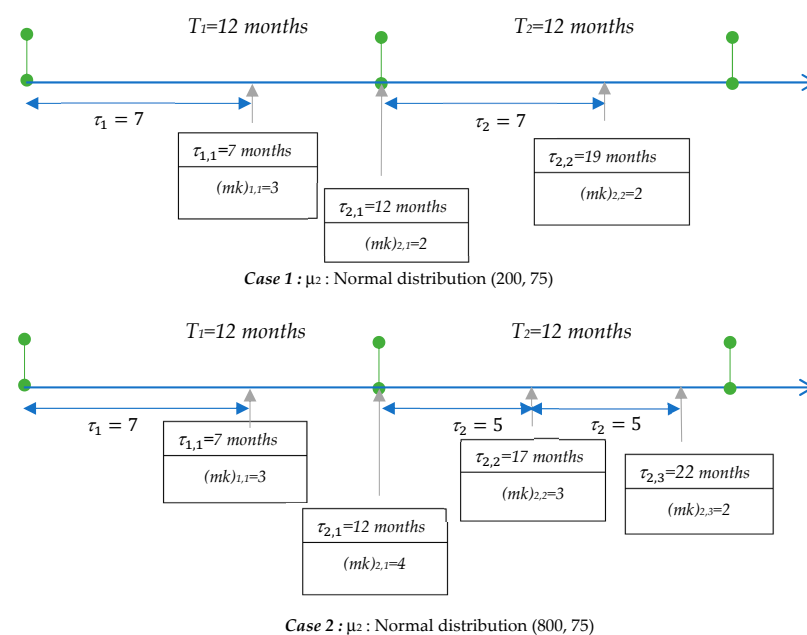 T₁=12 months T₂=12 months
τ₁ = 7 τ₂ = 7
τ₁,₁=7 months
(mk)₁,₁=3
τ₂,₁=12 months
(mk)₂,₁=2
τ₂,₂=19 months
(mk)₂,₂=2
Case 1 : μ₂ : Normal distribution (200, 75)
T₁=12 months T₂=12 months
τ₁ = 7 τ₂ = 5 τ₂ = 5
τ₁,₁=7 months
(mk)₁,₁=3
τ₂,₁=12 months
(mk)₂,₁=4
τ₂,₂=17 months
(mk)₂,₂=3
τ₂,₃=22 months
(mk)₂,₃=2
Case 2 : μ₂ : Normal distribution (800, 75)